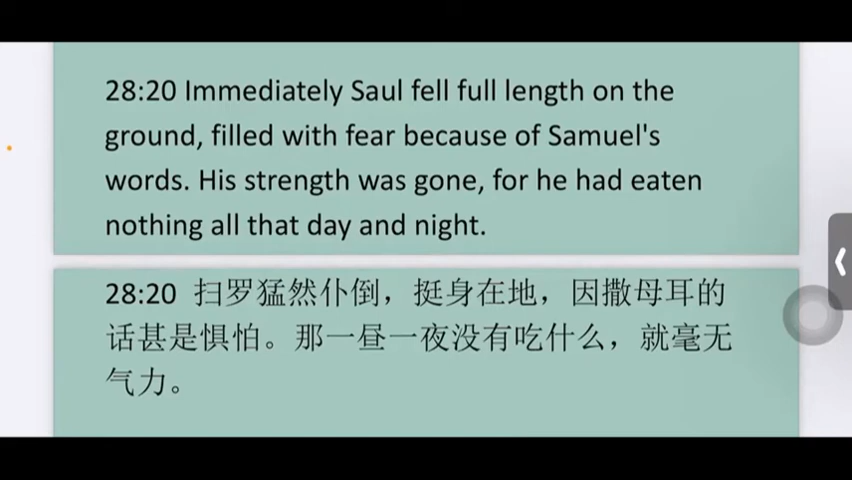 28:20 Immediately Saul fell full length on the
ground, filled with fear because of Samuel's
words. His strength was gone, for he had eaten
nothing all that day and night.
28:20 扫罗猛然仆倒，挺身在地，因撒母耳的
话甚是惧怕。那一昼一夜没有吃什么，就毫无
气力。